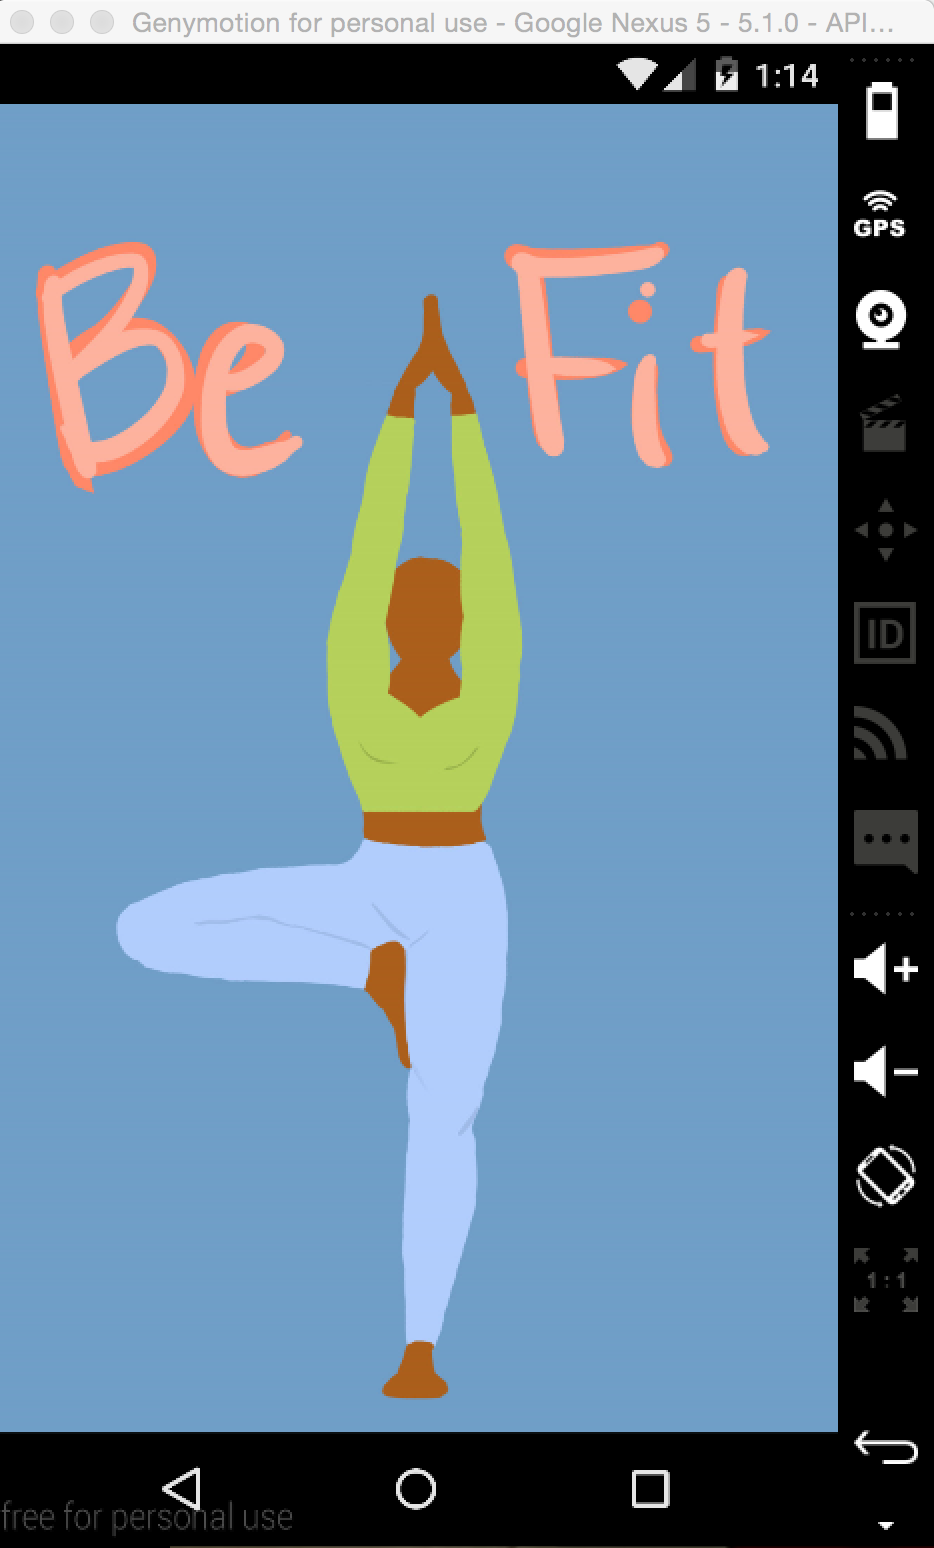 Genymotion for personal use - Google Nexus 5 - 5.1.0 - API...
1:14
GPS
Be Fit
ID
1:1
free for personal use